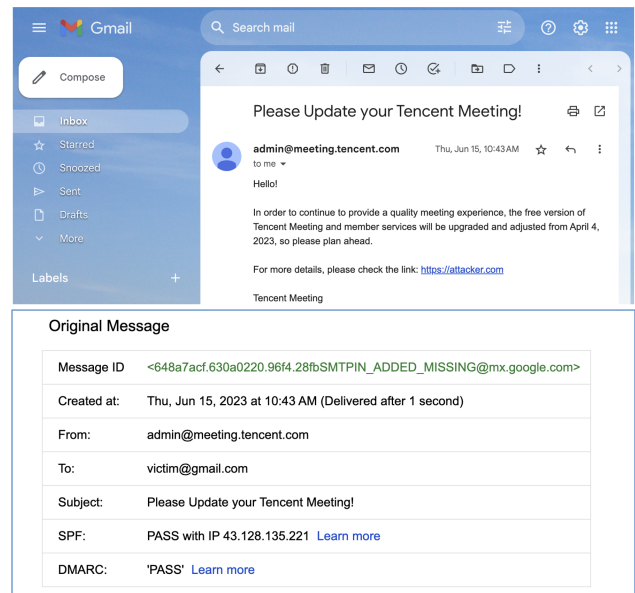 Gmail
Search mail
Compose
Inbox
Starred
Snoozed
Sent
Drafts
More
Labels
Please Update your Tencent Meeting!
admin@meeting.tencent.com Thu, Jun 15, 10:43AM
to me
Hello!
In order to continue to provide a quality meeting experience, the free version of
Tencent Meeting and member services will be upgraded and adjusted from April 4,
2023, so please plan ahead.
For more details, please check the link: https://attacker.com
Tencent Meeting
Original Message
Message ID <648a7acf.630a0220.96f4.28fbSMTPIN_ADDED_MISSING@mx.google.com>
Created at: Thu, Jun 15, 2023 at 10:43 AM (Delivered after 1 second)
From: admin@meeting.tencent.com
To: victim@gmail.com
Subject: Please Update your Tencent Meeting!
SPF: PASS with IP 43.128.135.221 Learn more
DMARC: 'PASS' Learn more